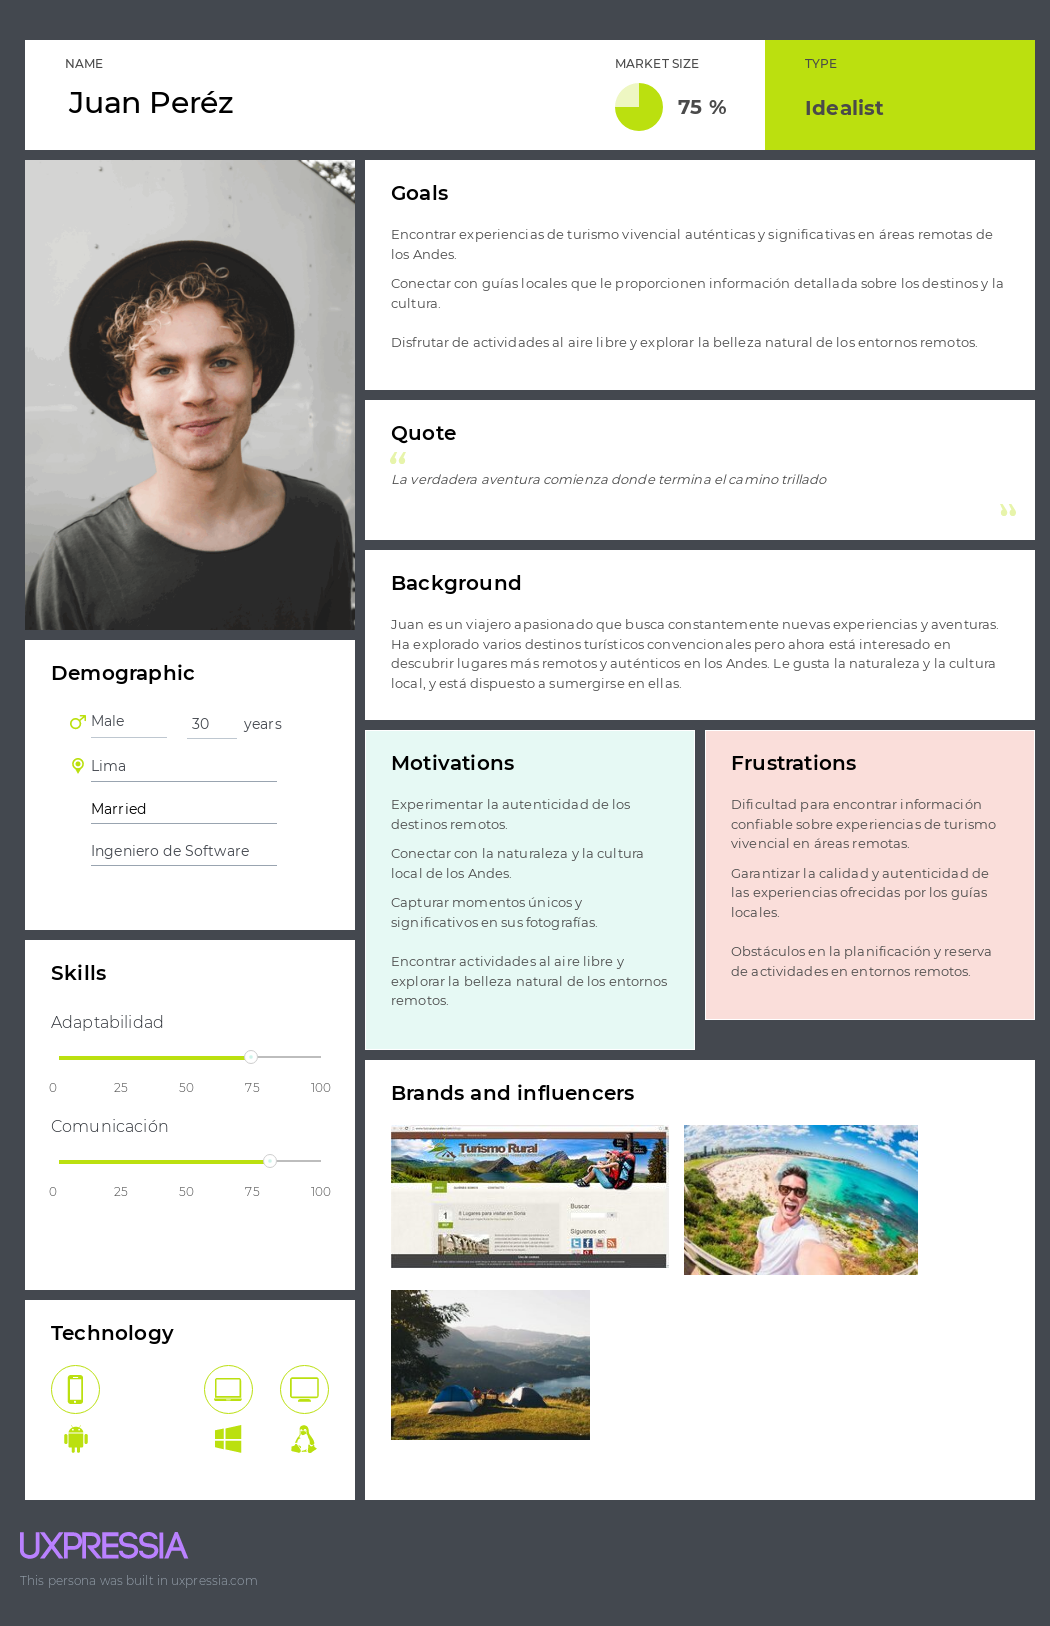 NAME
Juan Peréz
MARKET SIZE
75 %
TYPE
Idealist
Goals
Encontrar experiencias de turismo vivencial auténticas y significativas en áreas remotas de
los Andes.
Conectar con guías locales que le proporcionen información detallada sobre los destinos y la
cultura.
Disfrutar de actividades al aire libre y explorar la belleza natural de los entornos remotos.
Quote
“
La verdadera aventura comienza donde termina el camino trillado
”
Background
Juan es un viajero apasionado que busca constantemente nuevas experiencias y aventuras.
Ha explorado varios destinos turísticos convencionales pero ahora está interesado en
descubrir lugares más remotos y auténticos en los Andes. Le gusta la naturaleza y la cultura
local, y está dispuesto a sumergirse en ellas.
Demographic
Male
30 years
Lima
Married
Ingeniero de Software
Motivations
Experimentar la autenticidad de los
destinos remotos.
Conectar con la naturaleza y la cultura
local de los Andes.
Capturar momentos únicos y
significativos en sus fotografías.
Encontrar actividades al aire libre y
explorar la belleza natural de los entornos
remotos.
Frustrations
Dificultad para encontrar información
confiable sobre experiencias de turismo
vivencial en áreas remotas.
Garantizar la calidad y autenticidad de
las experiencias ofrecidas por los guías
locales.
Obstáculos en la planificación y reserva
de actividades en entornos remotos.
Skills
Adaptabilidad
0 25 50 75 100
Comunicación
0 25 50 75 100
Technology
Brands and influencers
Turismo Rural
1
8 Lugares para visitar en Soria
Buscar
Siguenos en:
UXPRESSIA
This persona was built in uxpressia.com